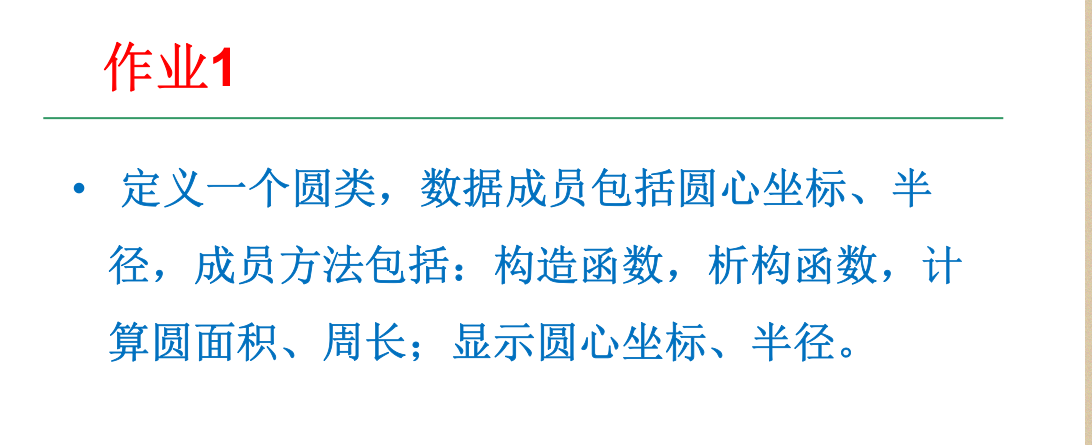 作业1
• 定义一个圆类，数据成员包括圆心坐标、半
径，成员方法包括：构造函数，析构函数，计
算圆面积、周长；显示圆心坐标、半径。